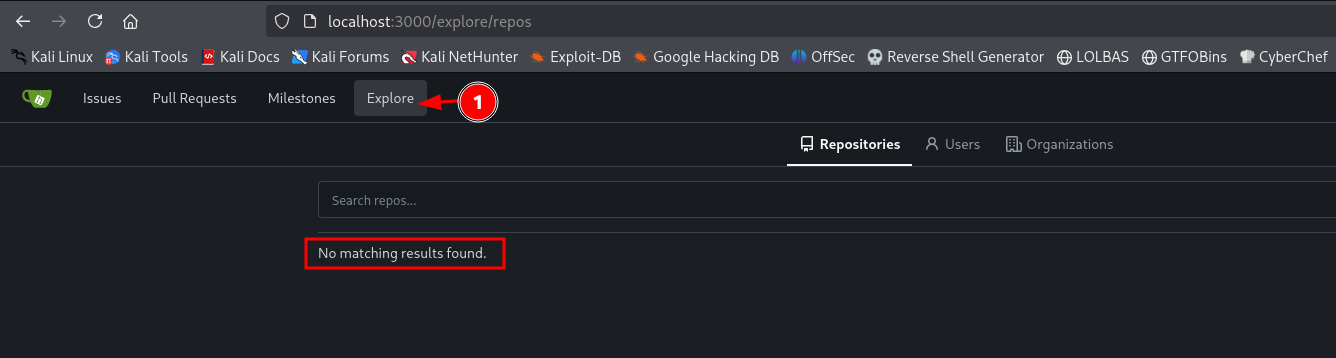 localhost:3000/explore/repos
Kali Linux Kali Tools Kali Docs Kali Forums Kali NetHunter Exploit-DB Google Hacking DB OffSec Reverse Shell Generator LOLBAS GTFOBins CyberChef
Issues Pull Requests Milestones Explore 1
Repositories Users Organizations
Search repos...
No matching results found.